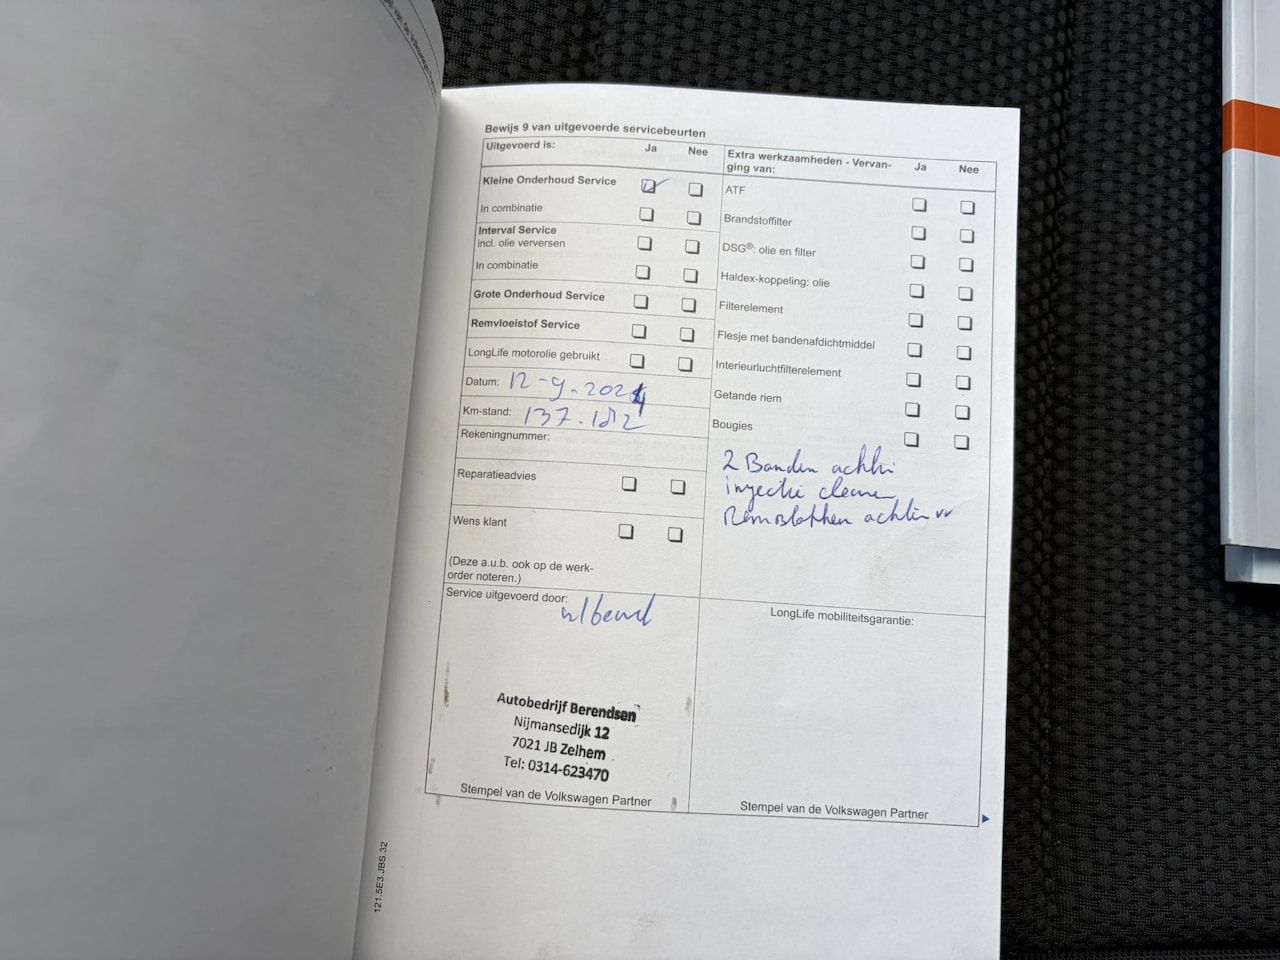 Bewijs 9 van uitgevoerde servicebeurten
Uitgevoerd is: Ja Nee
Kleine Onderhoud Service
In combinatie
Interval Service
incl. olie verversen
In combinatie
Grote Onderhoud Service
Remvloeistof Service
LongLife motorolie gebruikt
Datum: 12-9-2024
Km-stand: 137.182
Rekeningnummer:
Reparatieadvies
Wens klant
(Deze a.u.b. ook op de werk-
order noteren.)
Extra werkzaamheden - Vervan-
ging van: Ja Nee
ATF
Brandstoffilter
DSG®: olie en filter
Haldex-koppeling: olie
Filterelement
Flesje met bandenafdichtmiddel
Interieurluchtfilterelement
Getande riem
Bougies
2 Banden achter
injectie cleaner
Remblokken achter
Service uitgevoerd door:
Autobedrijf Berendsen
Nijmansedijk 12
7021 JB Zelhem
Tel: 0314-623470
Stempel van de Volkswagen Partner
LongLife mobiliteitsgarantie:
Stempel van de Volkswagen Partner
121.5E3.JBS.32